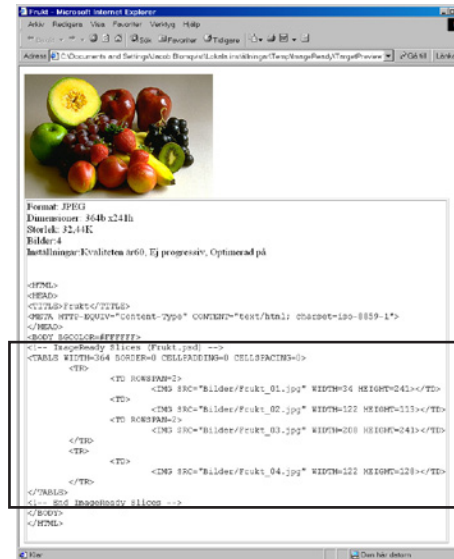 Frukt - Microsoft Internet Explorer
Arkiv Redigera Visa Favoriter Verktyg Hjälp
Sök Favoriter Tidigare
Adress C:\Documents and Settings\Jacob Blomqvist\Lokala inställningar\Temp\ImageReady\ImagePreview Gå till Länkar
Format: JPEG
Dimensioner: 364b x241h
Storlek: 32,44K
Bilder:4
Inställningar:Kvaliteten är60, Ej progressiv, Optimerad på
<HTML>
<HEAD>
<TITLE>Frukt</TITLE>
<META HTTP-EQUIV="Content-Type" CONTENT="text/html; charset=iso-8859-1">
</HEAD>
<BODY BGCOLOR=#FFFFFF>
<!-- ImageReady Slices (Frukt.psd) -->
<TABLE WIDTH=364 BORDER=0 CELLPADDING=0 CELLSPACING=0>
<TR>
<TD ROWSPAN=2>
<IMG SRC="Bilder/Frukt_01.jpg" WIDTH=34 HEIGHT=241></TD>
<TD>
<IMG SRC="Bilder/Frukt_02.jpg" WIDTH=122 HEIGHT=113></TD>
<TD ROWSPAN=2>
<IMG SRC="Bilder/Frukt_03.jpg" WIDTH=208 HEIGHT=241></TD>
</TR>
<TR>
<TD>
<IMG SRC="Bilder/Frukt_04.jpg" WIDTH=122 HEIGHT=128></TD>
</TR>
</TABLE>
<!-- End ImageReady Slices -->
</BODY>
</HTML>
Klar Den här datorn